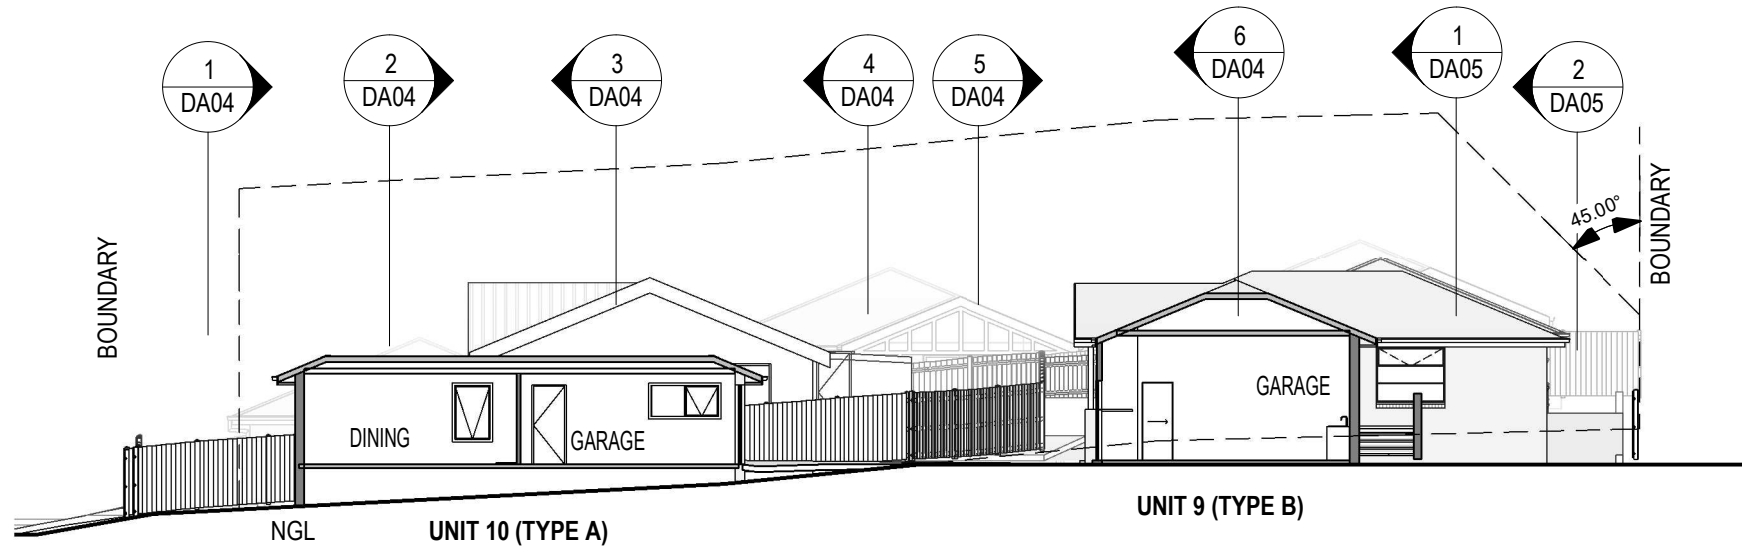 1
DA04
2
DA04
3
DA04
4
DA04
5
DA04
6
DA04
1
DA05
2
DA05
45.00°
BOUNDARY
BOUNDARY
DINING
GARAGE
GARAGE
NGL
UNIT 10 (TYPE A)
UNIT 9 (TYPE B)